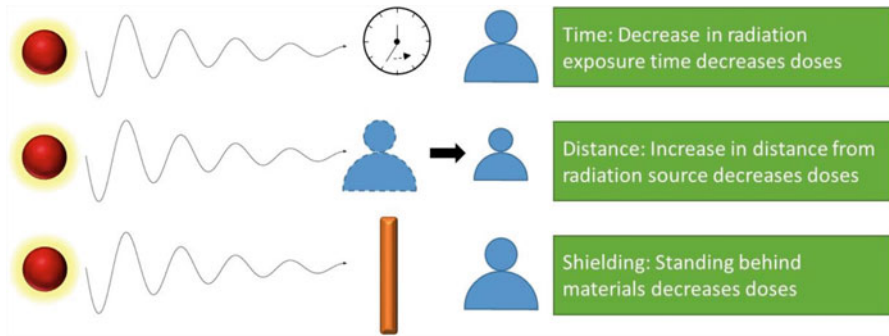 Time: Decrease in radiation
exposure time decreases doses
Distance: Increase in distance from
radiation source decreases doses
Shielding: Standing behind
materials decreases doses